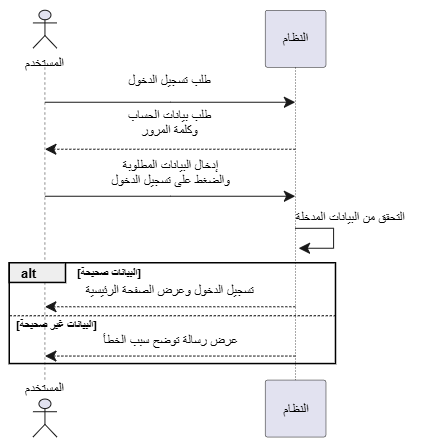 المستخدم
النظام
طلب تسجيل الدخول
طلب بيانات الحساب
وكلمة المرور
إدخال البيانات المطلوبة
والضغط على تسجيل الدخول
التحقق من البيانات المدخلة
alt
[البيانات صحيحة]
تسجيل الدخول وعرض الصفحة الرئيسية
[البيانات غير صحيحة]
عرض رسالة توضح سبب الخطأ
المستخدم
النظام